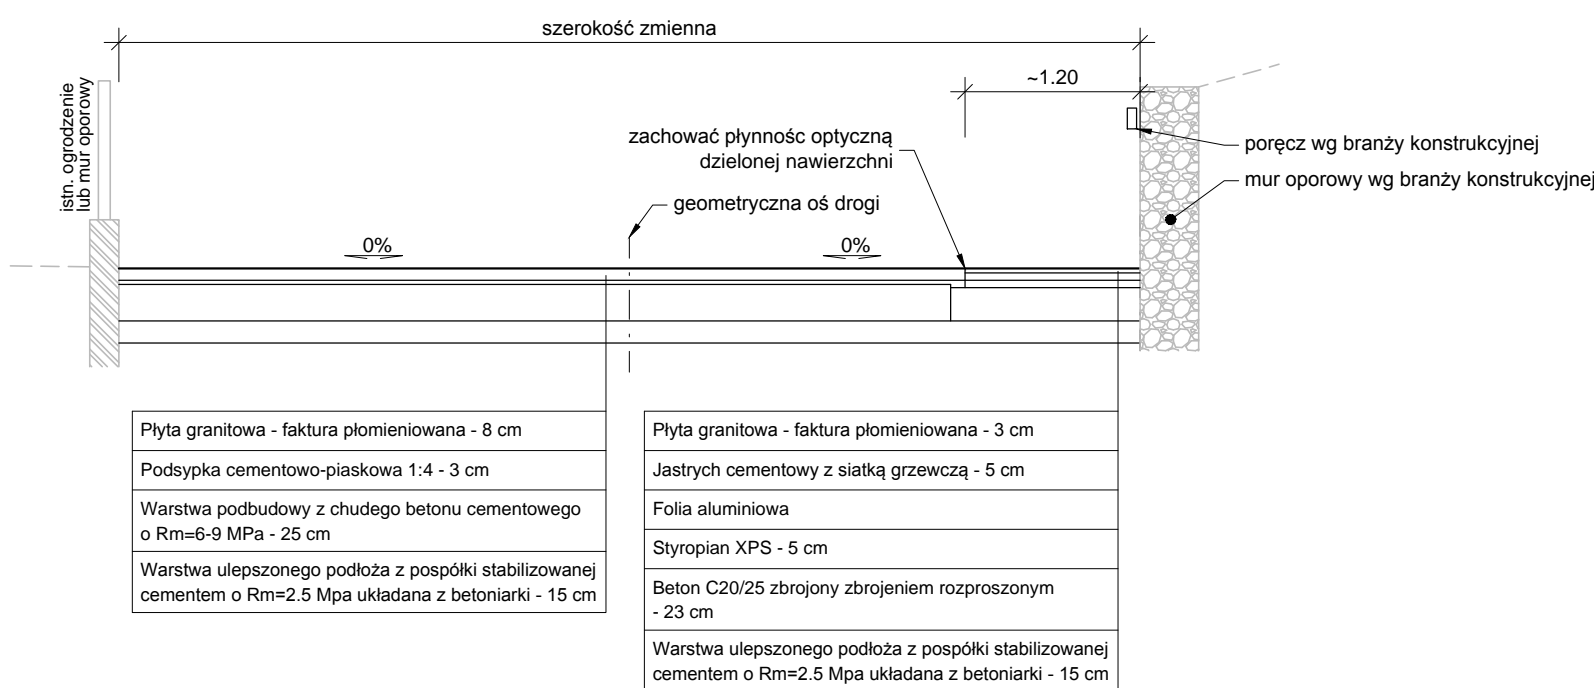 szerokość zmienna
~1.20
istn. ogrodzenie
lub mur oporowy
zachować płynnośc optyczną
dzielonej nawierzchni
poręcz wg branży konstrukcyjnej
mur oporowy wg branży konstrukcyjnej
geometryczna oś drogi
0%
0%
Płyta granitowa - faktura płomieniowana - 8 cm
Podsypka cementowo-piaskowa 1:4 - 3 cm
Warstwa podbudowy z chudego betonu cementowego
o Rm=6-9 MPa - 25 cm
Warstwa ulepszonego podłoża z pospółki stabilizowanej
cementem o Rm=2.5 Mpa układana z betoniarki - 15 cm
Płyta granitowa - faktura płomieniowana - 3 cm
Jastrych cementowy z siatką grzewczą - 5 cm
Folia aluminiowa
Styropian XPS - 5 cm
Beton C20/25 zbrojony zbrojeniem rozproszonym
- 23 cm
Warstwa ulepszonego podłoża z pospółki stabilizowanej
cementem o Rm=2.5 Mpa układana z betoniarki - 15 cm